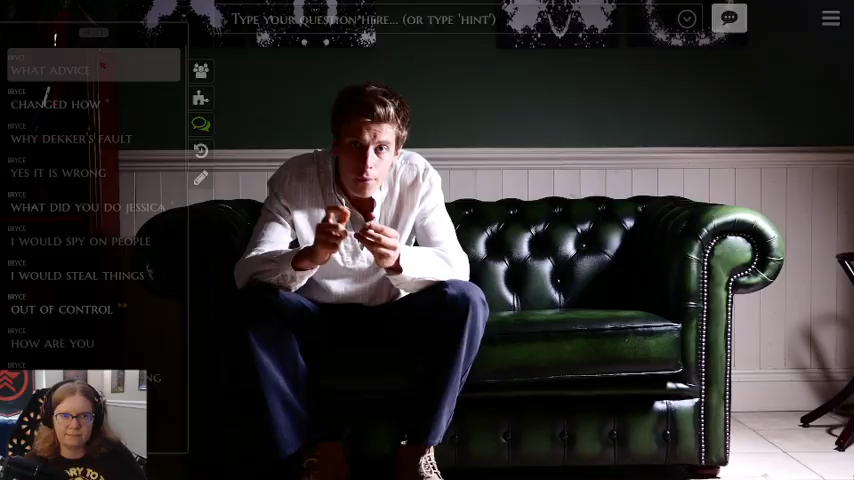 Type your question here... (or type 'hint')
BRYCE
WHAT ADVICE
BRYCE
CHANGED HOW *
BRYCE
WHY DEKKER'S FAULT
BRYCE
YES IT IS WRONG
BRYCE
WHAT DID YOU DO JESSICA
BRYCE
I WOULD SPY ON PEOPLE
BRYCE
I WOULD STEAL THINGS
BRYCE
OUT OF CONTROL **
BRYCE
HOW ARE YOU
BRYCE